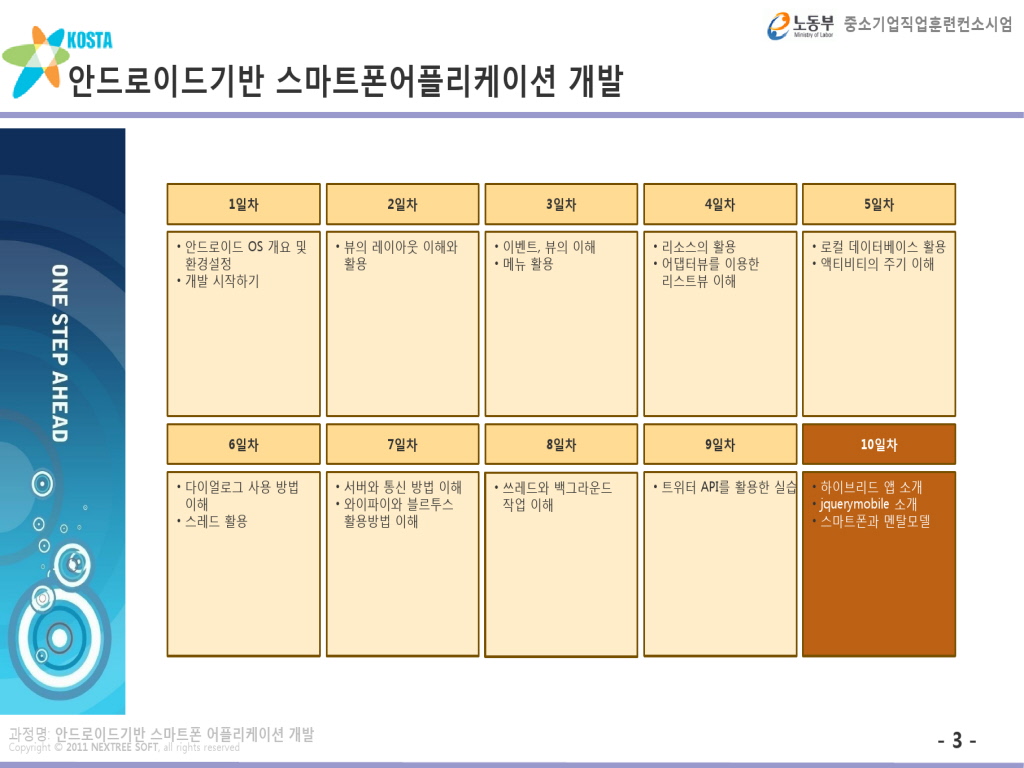 KOSTA
노동부
Ministry of Labor
중소기업직업훈련컨소시엄
안드로이드기반 스마트폰어플리케이션 개발
ONE STEP AHEAD
1일차
• 안드로이드 OS 개요 및
환경설정
• 개발 시작하기
2일차
• 뷰의 레이아웃 이해와
활용
3일차
• 이벤트, 뷰의 이해
• 메뉴 활용
4일차
• 리소스의 활용
• 어댑터뷰를 이용한
리스트뷰 이해
5일차
• 로컬 데이터베이스 활용
• 액티비티의 주기 이해
6일차
• 다이얼로그 사용 방법
이해
• 스레드 활용
7일차
• 서버와 통신 방법 이해
• 와이파이와 블르투스
활용방법 이해
8일차
• 쓰레드와 백그라운드
작업 이해
9일차
• 트위터 API를 활용한 실습
10일차
• 하이브리드 앱 소개
• jquerymobile 소개
• 스마트폰과 멘탈모델
과정명: 안드로이드기반 스마트폰 어플리케이션 개발
Copyright © 2011 NEXTREE SOFT, all rights reserved
- 3 -